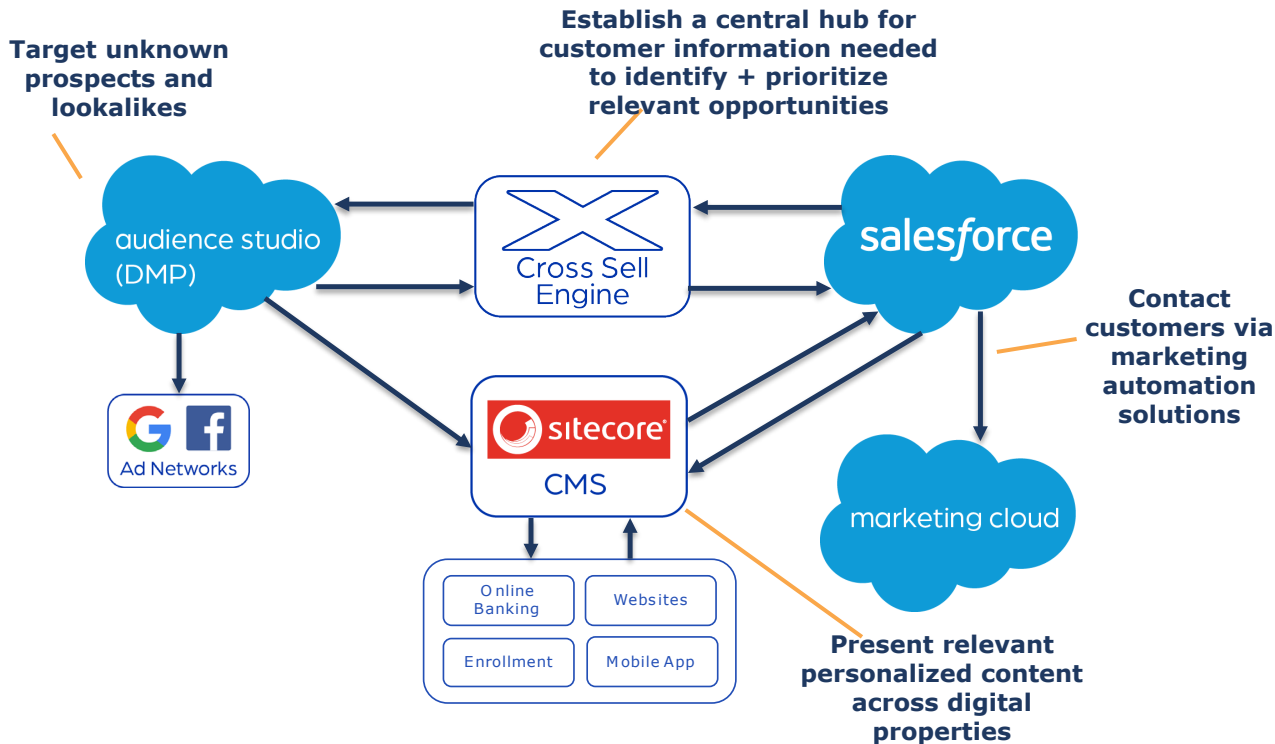 Target unknown
prospects and
lookalikes
Establish a central hub for
customer information needed
to identify + prioritize
relevant opportunities
audience studio
(DMP)
Cross Sell
Engine
salesforce
Contact
customers via
marketing
automation
solutions
Ad Networks
sitecore
CMS
marketing cloud
Online
Banking
Websites
Enrollment
Mobile App
Present relevant
personalized content
across digital
properties